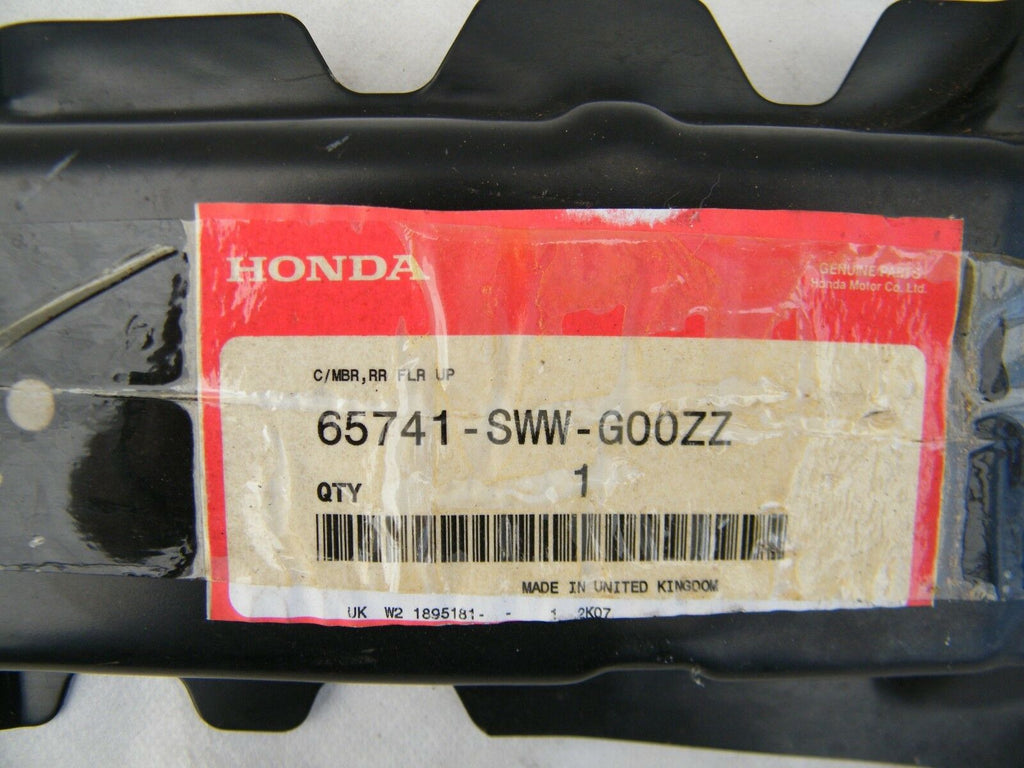 HONDA
GENUINE PARTS
Honda Motor Co., Ltd.
C/MBR,RR FLR UP
65741-SWW-G00ZZ
QTY 1
MADE IN UNITED KINGDOM
UK W2 1895181- - 1 2K07